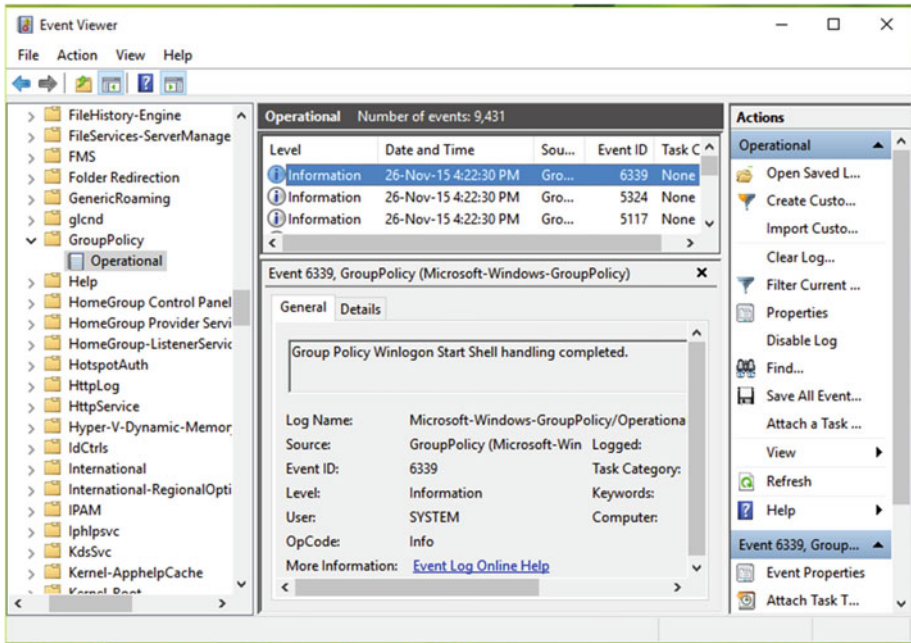 Event Viewer
File Action View Help
FileHistory-Engine
FileServices-ServerManage
FMS
Folder Redirection
GenericRoaming
glcnd
GroupPolicy
Operational
Help
HomeGroup Control Panel
HomeGroup Provider Servi
HomeGroup-ListenerServic
HotspotAuth
HttpLog
HttpService
Hyper-V-Dynamic-Memor
IdCtrls
International
International-RegionalOpti
IPAM
Iphlpsvc
KdsSvc
Kernel-ApphelpCache
Operational Number of events: 9,431
Level Date and Time Sou... Event ID Task C
Information 26-Nov-15 4:22:30 PM Gro... 6339 None
Information 26-Nov-15 4:22:30 PM Gro... 5324 None
Information 26-Nov-15 4:22:30 PM Gro... 5117 None
Event 6339, GroupPolicy (Microsoft-Windows-GroupPolicy)
General Details
Group Policy Winlogon Start Shell handling completed.
Log Name: Microsoft-Windows-GroupPolicy/Operationa
Source: GroupPolicy (Microsoft-Win Logged:
Event ID: 6339 Task Category:
Level: Information Keywords:
User: SYSTEM Computer:
OpCode: Info
More Information: Event Log Online Help
Actions
Operational
Open Saved L...
Create Custo...
Import Custo...
Clear Log...
Filter Current ...
Properties
Disable Log
Find...
Save All Event...
Attach a Task ...
View
Refresh
Help
Event 6339, Group...
Event Properties
Attach Task T...